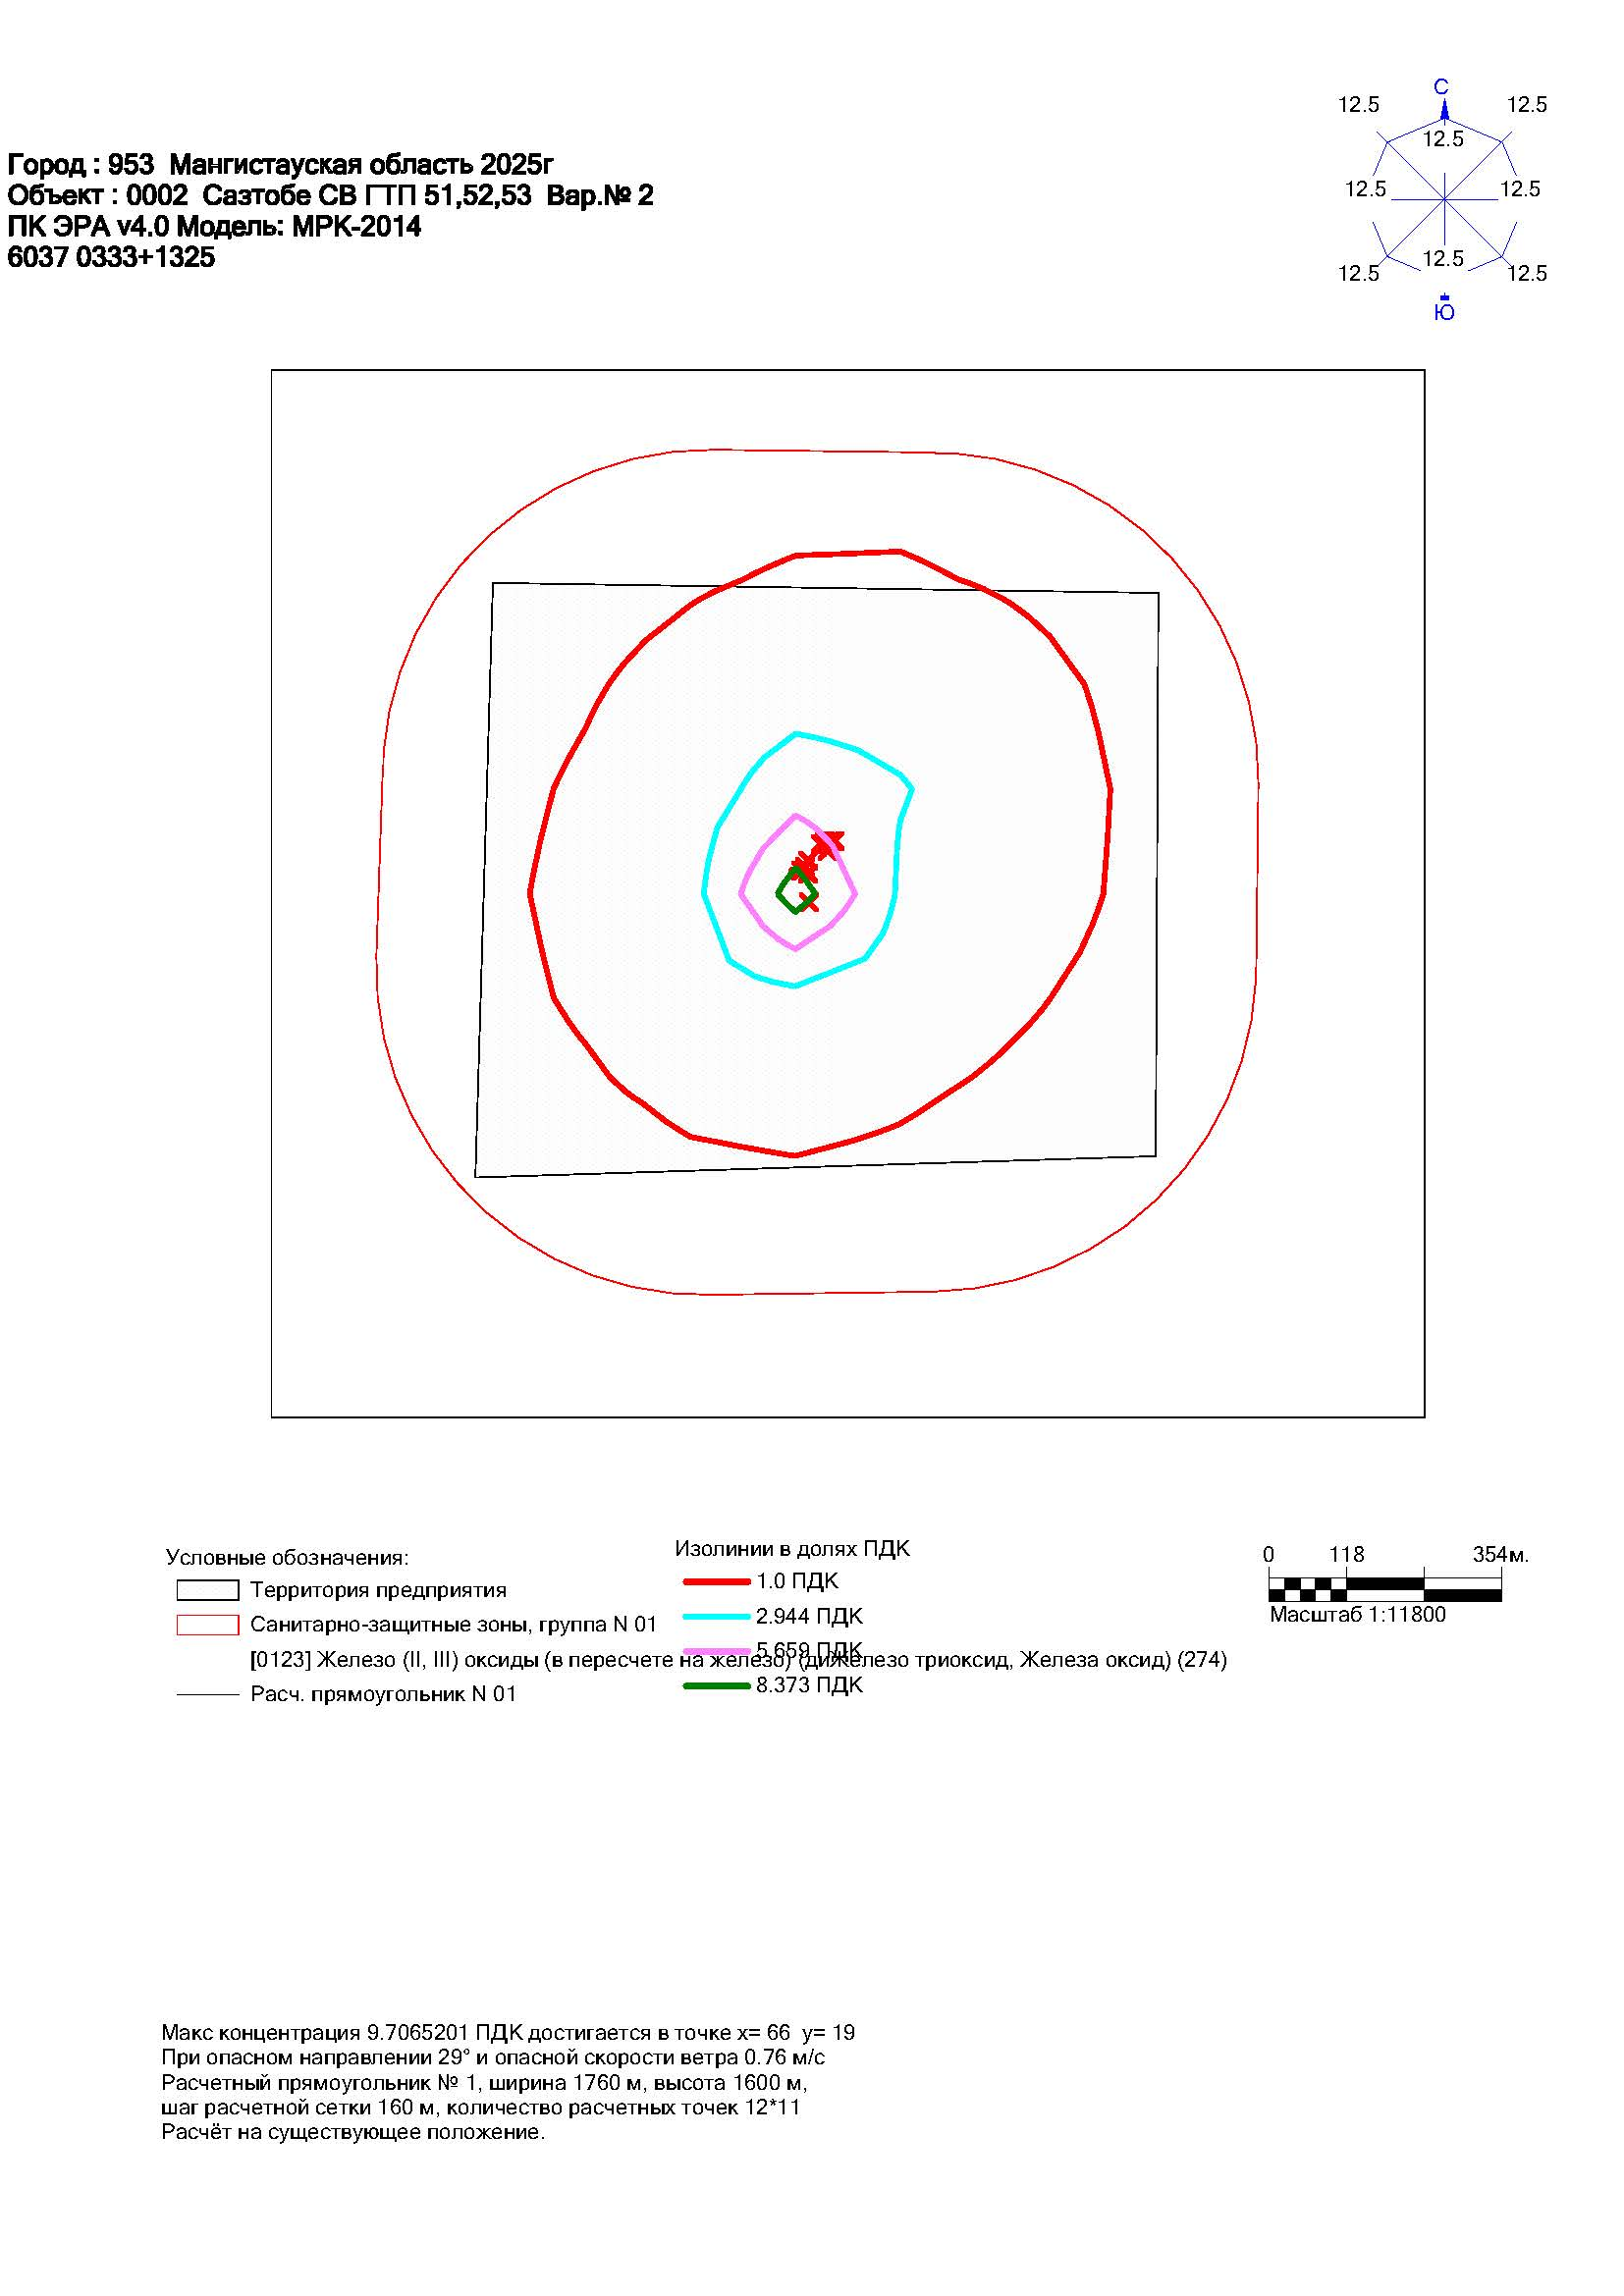 Город : 953 Мангистауская область 2025г
Объект : 0002 Сазтобе СВ ГТП 51,52,53 Вар.№ 2
ПК ЭРА v4.0 Модель: МРК-2014
6037 0333+1325
С
12.5
12.5
12.5
12.5
12.5
12.5
12.5
12.5
Ю
Условные обозначения:
Территория предприятия
Санитарно-защитные зоны, группа N 01
[0123] Железо (II, III) оксиды (в пересчете на железо) (дижелезо триоксид, Железа оксид) (274)
Расч. прямоугольник N 01
Изолинии в долях ПДК
1.0 ПДК
2.944 ПДК
5.659 ПДК
8.373 ПДК
0 118 354м.
Масштаб 1:11800
Макс концентрация 9.7065201 ПДК достигается в точке x= 66 y= 19
При опасном направлении 29° и опасной скорости ветра 0.76 м/с
Расчетный прямоугольник № 1, ширина 1760 м, высота 1600 м,
шаг расчетной сетки 160 м, количество расчетных точек 12*11
Расчёт на существующее положение.